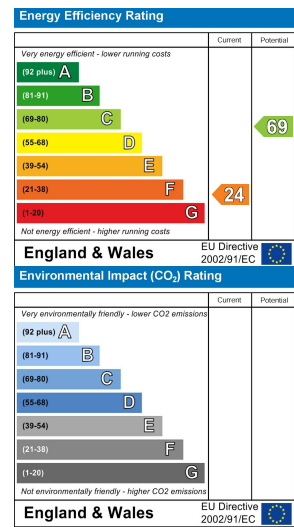 Energy Efficiency Rating
Current Potential
Very energy efficient - lower running costs
(92 plus) A
(81-91) B
(69-80) C
69
(55-68) D
(39-54) E
(21-38) F
24
(1-20) G
Not energy efficient - higher running costs
England & Wales
EU Directive
2002/91/EC
Environmental Impact (CO₂) Rating
Current Potential
Very environmentally friendly - lower CO2 emissions
(92 plus) A
(81-91) B
(69-80) C
(55-68) D
(39-54) E
(21-38) F
(1-20) G
Not environmentally friendly - higher CO2 emissions
England & Wales
EU Directive
2002/91/EC